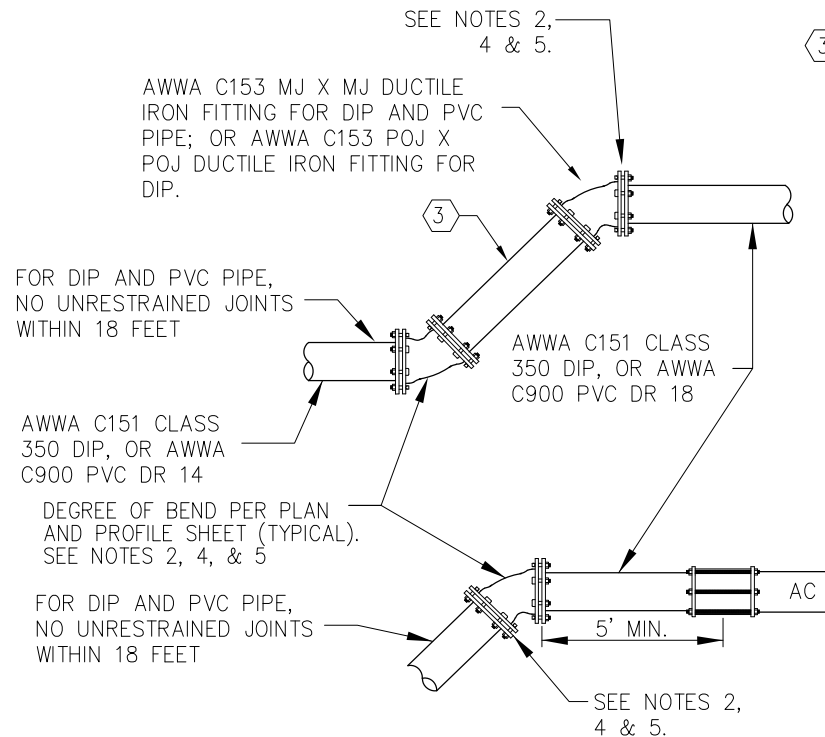 SEE NOTES 2,
4 & 5.
3
AWWA C153 MJ X MJ DUCTILE
IRON FITTING FOR DIP AND PVC
PIPE; OR AWWA C153 POJ X
POJ DUCTILE IRON FITTING FOR
DIP.
3
FOR DIP AND PVC PIPE,
NO UNRESTRAINED JOINTS
WITHIN 18 FEET
AWWA C151 CLASS
350 DIP, OR AWWA
C900 PVC DR 18
AWWA C151 CLASS
350 DIP, OR AWWA
C900 PVC DR 14
DEGREE OF BEND PER PLAN
AND PROFILE SHEET (TYPICAL).
SEE NOTES 2, 4, & 5
FOR DIP AND PVC PIPE,
NO UNRESTRAINED JOINTS
WITHIN 18 FEET
AC
5' MIN.
SEE NOTES 2,
4 & 5.